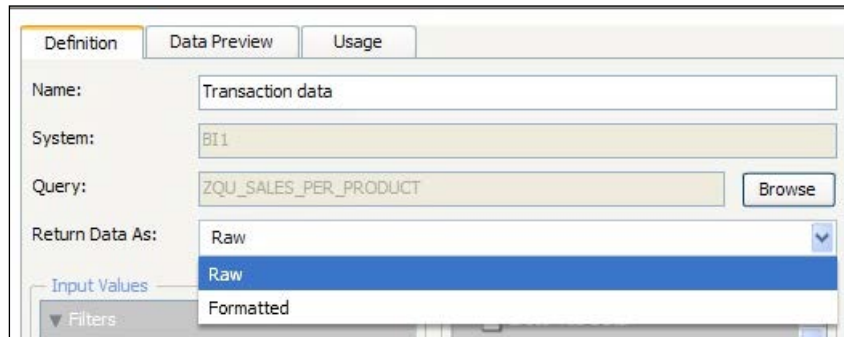 Definition Data Preview Usage
Name: Transaction data
System: BI1
Query: ZQU_SALES_PER_PRODUCT Browse
Return Data As: Raw
Raw
Input Values
Formatted
Filters